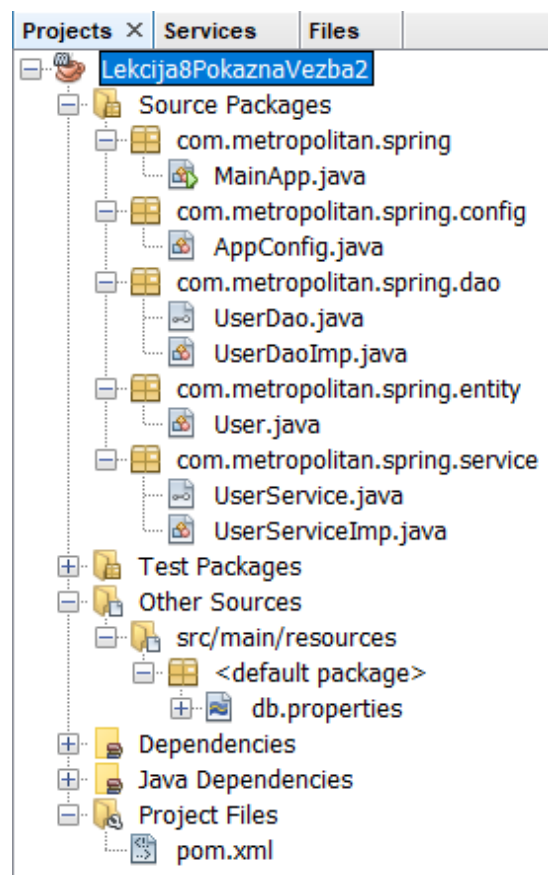 Projects × Services Files
Lekcija8PokaznaVezba2
Source Packages
com.metropolitan.spring
MainApp.java
com.metropolitan.spring.config
AppConfig.java
com.metropolitan.spring.dao
UserDao.java
UserDaoImp.java
com.metropolitan.spring.entity
User.java
com.metropolitan.spring.service
UserService.java
UserServiceImp.java
Test Packages
Other Sources
src/main/resources
<default package>
db.properties
Dependencies
Java Dependencies
Project Files
pom.xml